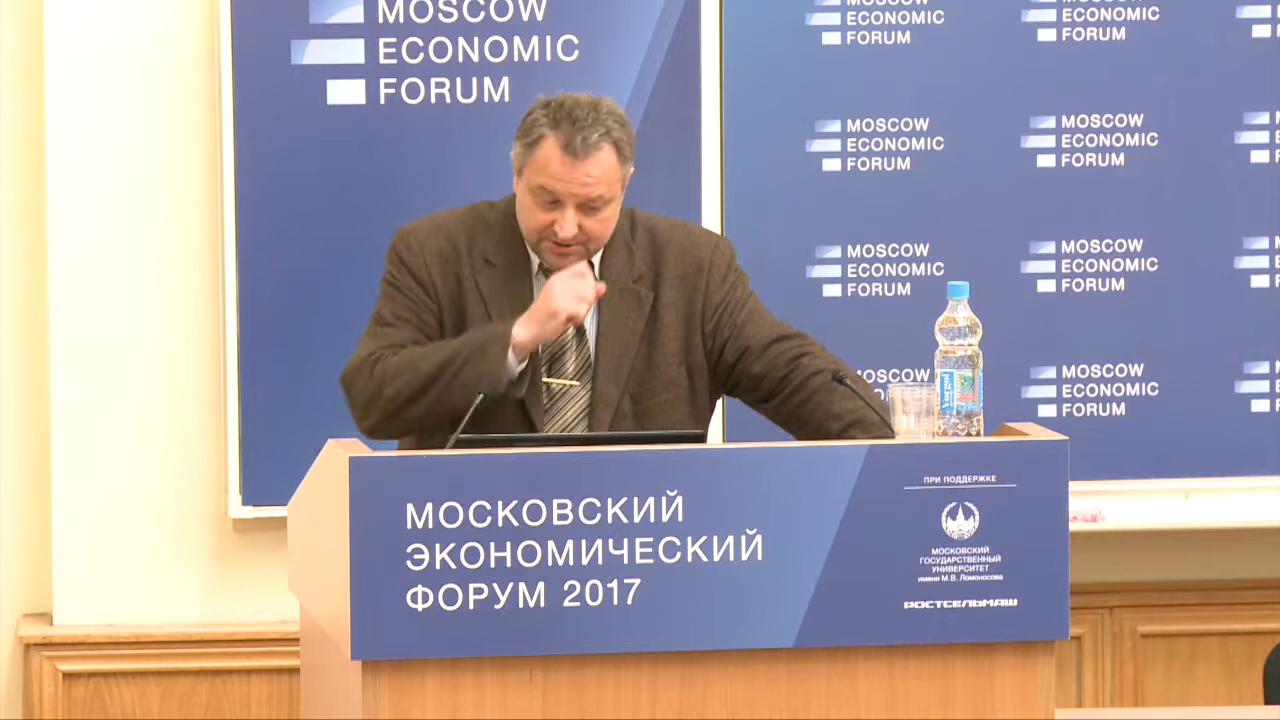 MOSCOW
ECONOMIC
FORUM
MOSCOW
ECONOMIC
FORUM
MOSCOW
ECONOMIC
FORUM
MOSCOW
ECONOMIC
FORUM
MOSCOW
ECONOMIC
FORUM
MOSCOW
ECONOMIC
FORUM
MOSCOW
ECONOMIC
FORUM
MOSCOW
MOSCOW
ECONOMIC
FORUM
МОСКОВСКИЙ
ЭКОНОМИЧЕСКИЙ
ФОРУМ 2017
ПРИ ПОДДЕРЖКЕ
МОСКОВСКИЙ
ГОСУДАРСТВЕННЫЙ
УНИВЕРСИТЕТ
имени М.В. Ломоносова
РОСТСЕЛЬМАШ